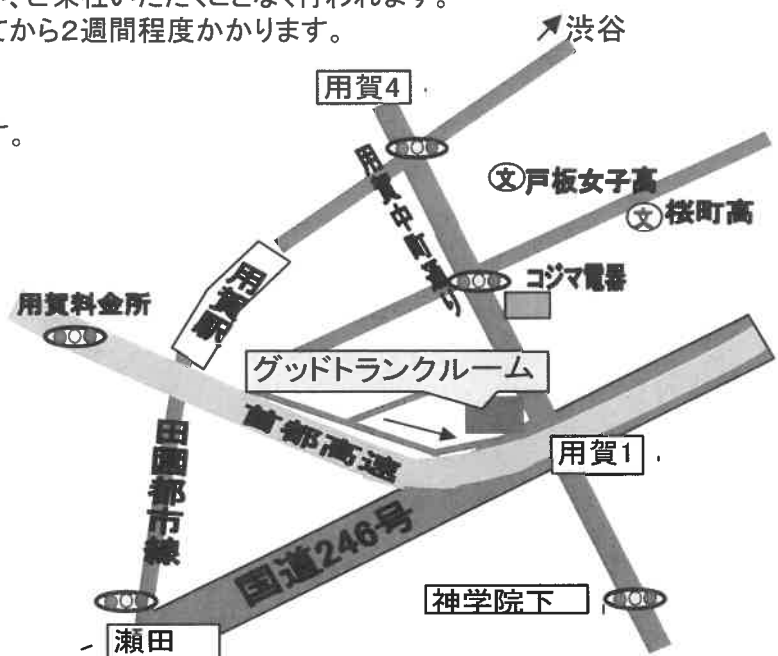 、ご来社いただくことなく行われます。
てから2週間程度かかります。
す。
渋谷
用賀4
用賀中町通り
文戸板女子高
文桜町高
コジマ電器
用賀駅
用賀料金所
グッドトランクルーム
首都高速
田園都市線
用賀1
国道246号
神学院下
瀬田